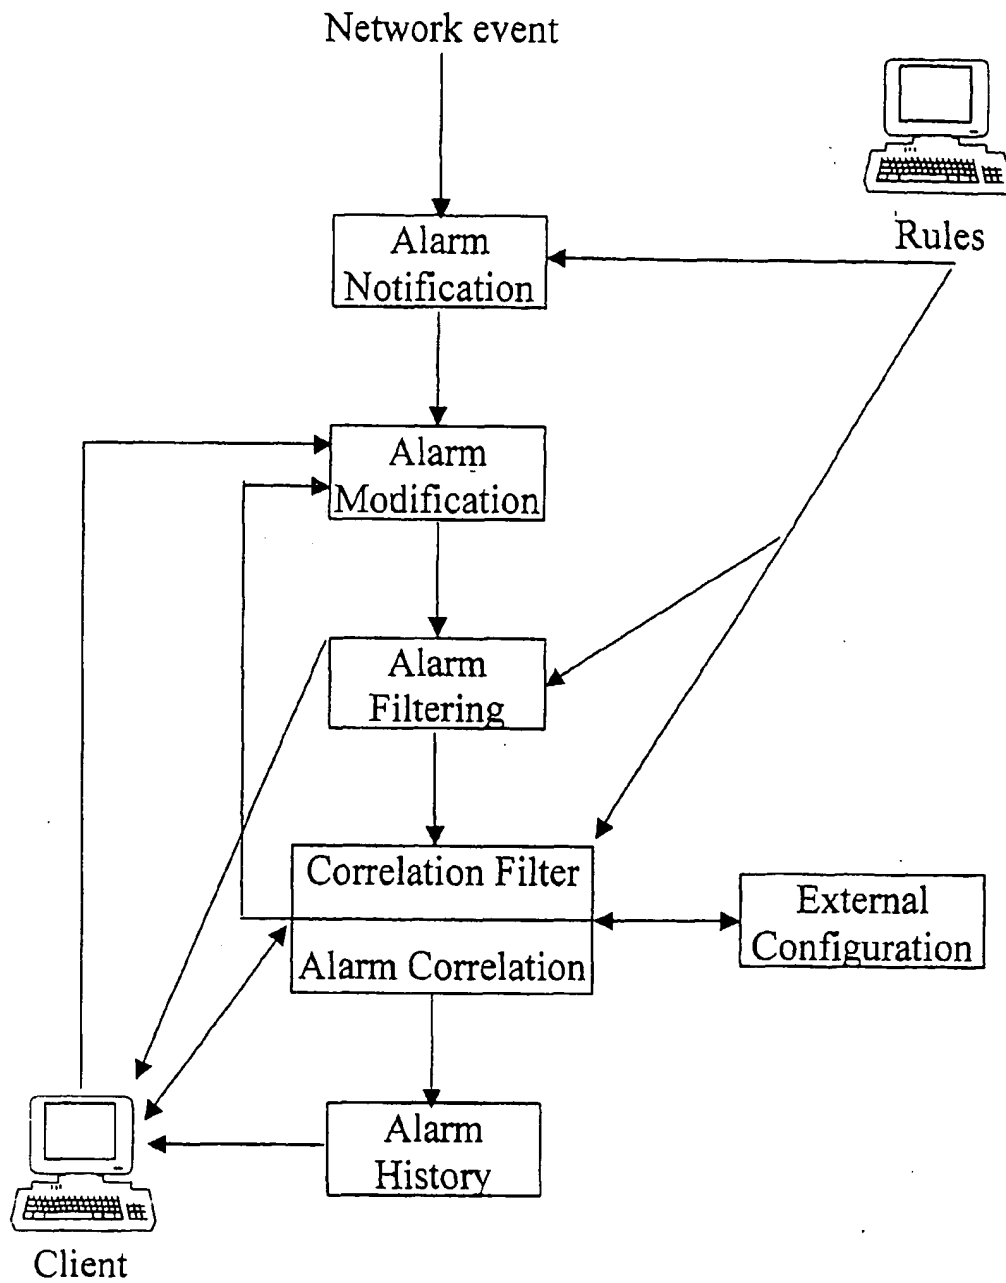 Network event
Rules
Alarm
Notification
Alarm
Modification
Alarm
Filtering
Correlation Filter
Alarm Correlation
External
Configuration
Alarm
History
Client